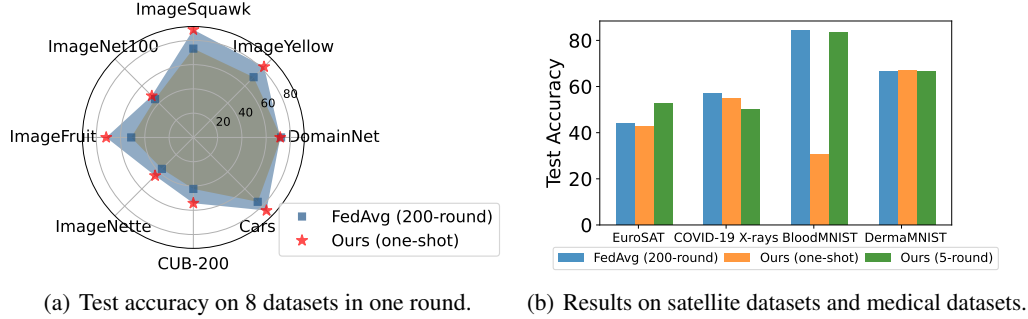 ImageSquawk
ImageNet100
ImageYellow
80
60
40
20
ImageFruit
DomainNet
ImageNette
Cars
CUB-200
FedAvg (200-round)
Ours (one-shot)
(a) Test accuracy on 8 datasets in one round.
Test Accuracy
80
60
40
20
0
EuroSAT COVID-19 X-rays BloodMNIST DermaMNIST
FedAvg (200-round) Ours (one-shot) Ours (5-round)
(b) Results on satellite datasets and medical datasets.